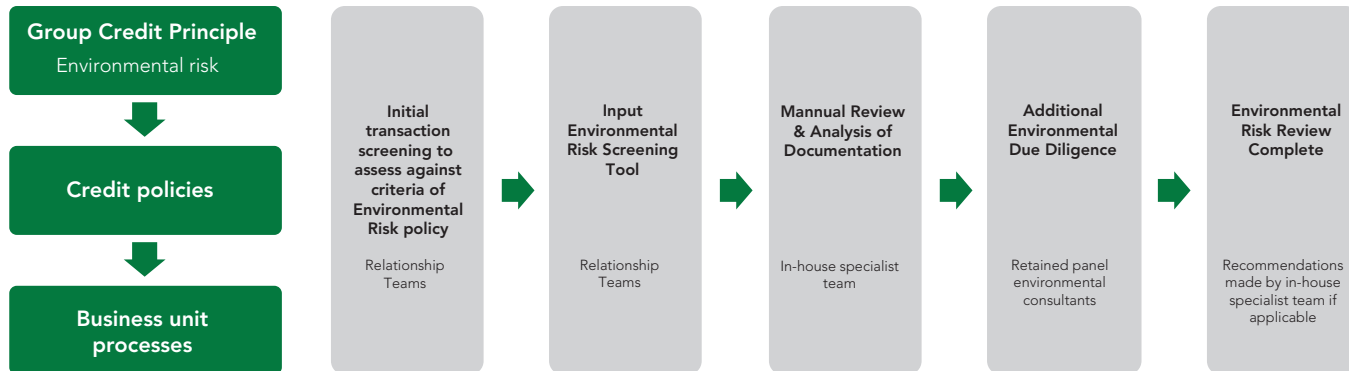 Group Credit Principle
Environmental risk
Credit policies
Business unit
processes
Initial
transaction
screening to
assess against
criteria of
Environmental
Risk policy
Relationship
Teams
Input
Environmental
Risk Screening
Tool
Relationship
Teams
Mannual Review
& Analysis of
Documentation
In-house specialist
team
Additional
Environmental
Due Diligence
Retained panel
environmental
consultants
Environmental
Risk Review
Complete
Recommendations
made by in-house
specialist team if
applicable